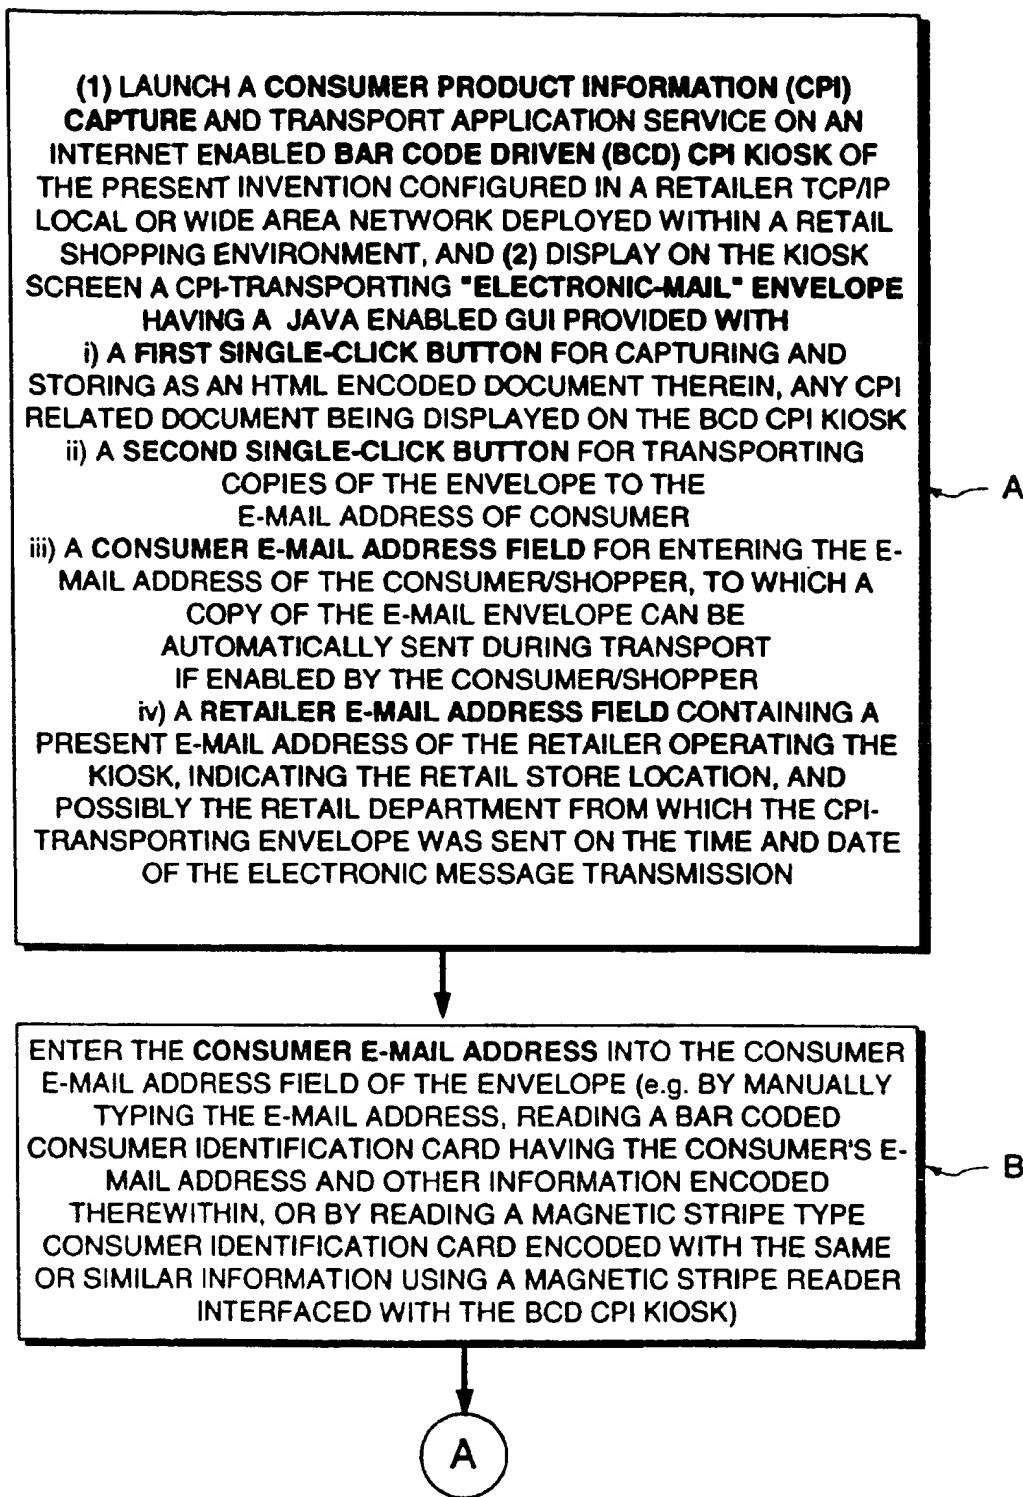 (1) LAUNCH A CONSUMER PRODUCT INFORMATION (CPI)
CAPTURE AND TRANSPORT APPLICATION SERVICE ON AN
INTERNET ENABLED BAR CODE DRIVEN (BCD) CPI KIOSK OF
THE PRESENT INVENTION CONFIGURED IN A RETAILER TCP/IP
LOCAL OR WIDE AREA NETWORK DEPLOYED WITHIN A RETAIL
SHOPPING ENVIRONMENT, AND (2) DISPLAY ON THE KIOSK
SCREEN A CPI-TRANSPORTING "ELECTRONIC-MAIL" ENVELOPE
HAVING A JAVA ENABLED GUI PROVIDED WITH
i) A FIRST SINGLE-CLICK BUTTON FOR CAPTURING AND
STORING AS AN HTML ENCODED DOCUMENT THEREIN, ANY CPI
RELATED DOCUMENT BEING DISPLAYED ON THE BCD CPI KIOSK
ii) A SECOND SINGLE-CLICK BUTTON FOR TRANSPORTING
COPIES OF THE ENVELOPE TO THE
E-MAIL ADDRESS OF CONSUMER
iii) A CONSUMER E-MAIL ADDRESS FIELD FOR ENTERING THE E-
MAIL ADDRESS OF THE CONSUMER/SHOPPER, TO WHICH A
COPY OF THE E-MAIL ENVELOPE CAN BE
AUTOMATICALLY SENT DURING TRANSPORT
IF ENABLED BY THE CONSUMER/SHOPPER
iv) A RETAILER E-MAIL ADDRESS FIELD CONTAINING A
PRESENT E-MAIL ADDRESS OF THE RETAILER OPERATING THE
KIOSK, INDICATING THE RETAIL STORE LOCATION, AND
POSSIBLY THE RETAIL DEPARTMENT FROM WHICH THE CPI-
TRANSPORTING ENVELOPE WAS SENT ON THE TIME AND DATE
OF THE ELECTRONIC MESSAGE TRANSMISSION
A
ENTER THE CONSUMER E-MAIL ADDRESS INTO THE CONSUMER
E-MAIL ADDRESS FIELD OF THE ENVELOPE (e.g. BY MANUALLY
TYPING THE E-MAIL ADDRESS, READING A BAR CODED
CONSUMER IDENTIFICATION CARD HAVING THE CONSUMER'S E-
MAIL ADDRESS AND OTHER INFORMATION ENCODED
THEREWITHIN, OR BY READING A MAGNETIC STRIPE TYPE
CONSUMER IDENTIFICATION CARD ENCODED WITH THE SAME
OR SIMILAR INFORMATION USING A MAGNETIC STRIPE READER
INTERFACED WITH THE BCD CPI KIOSK)
B
A